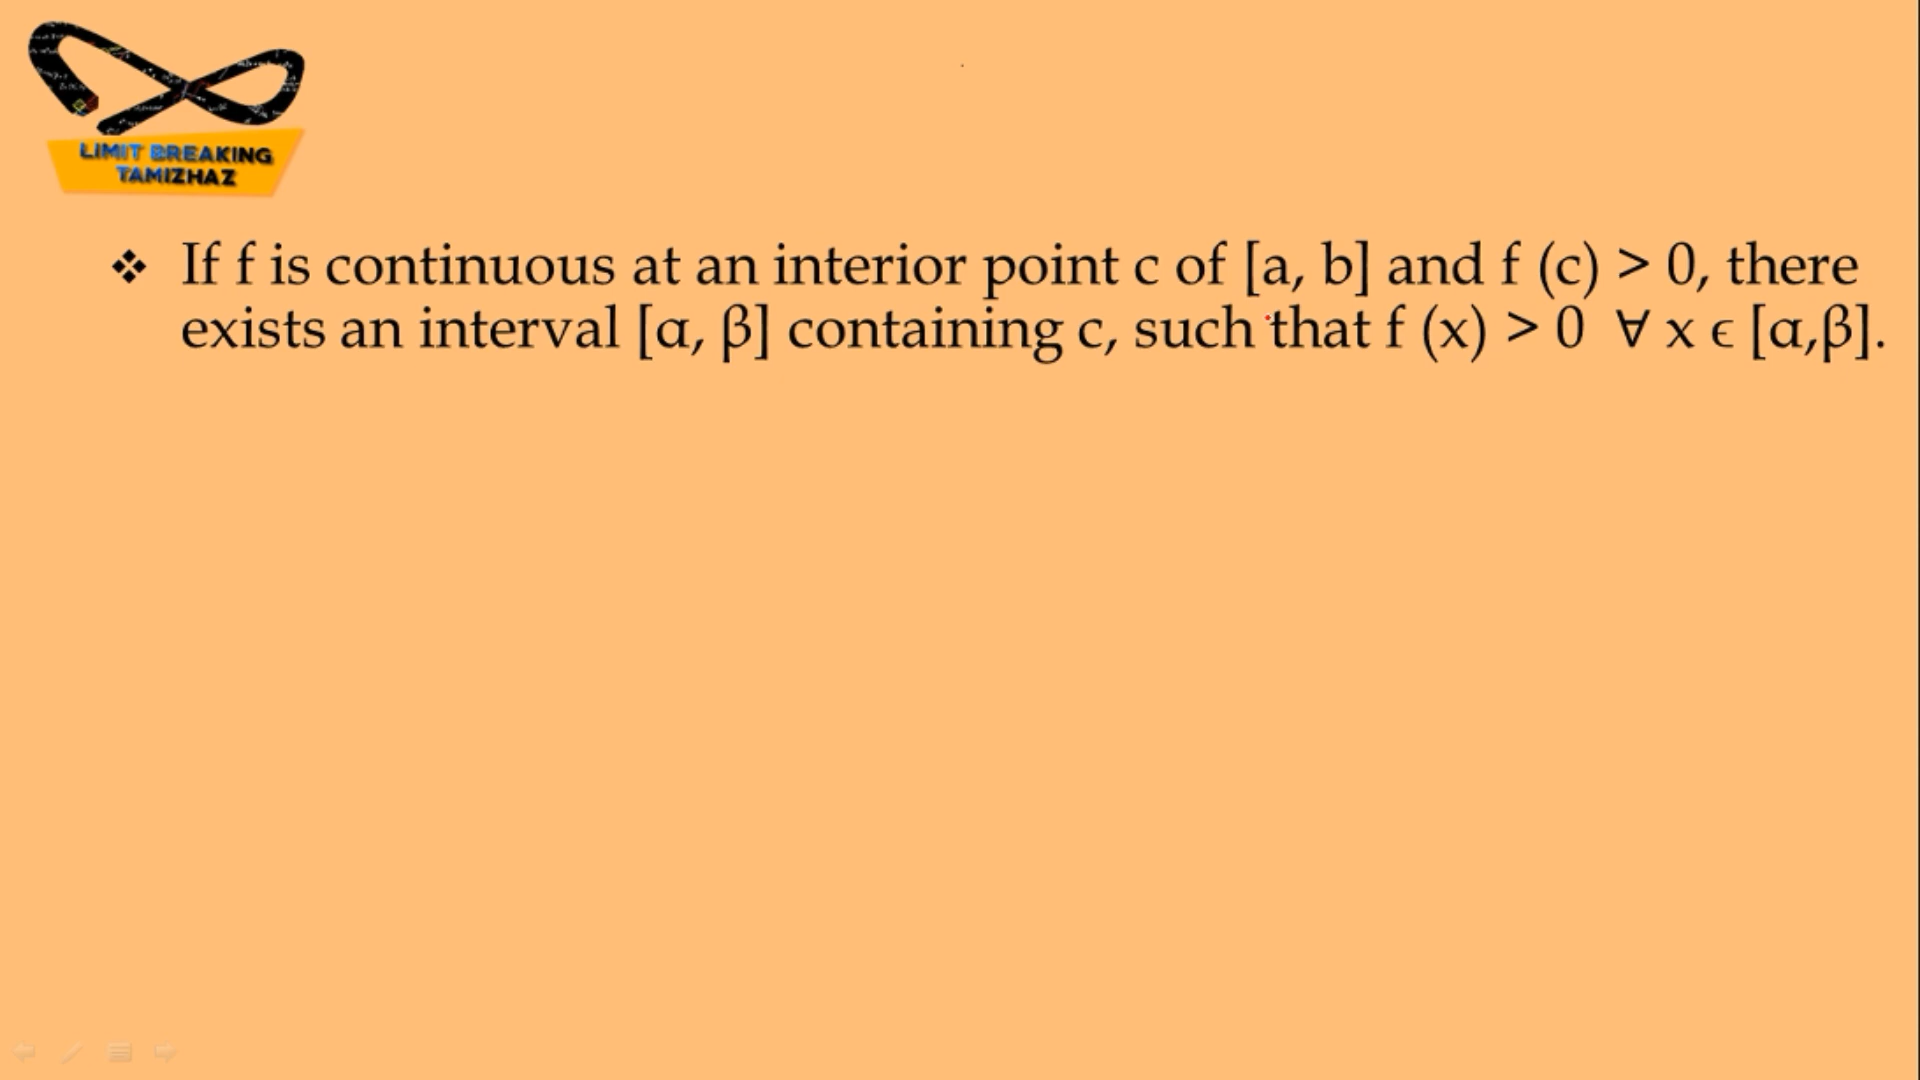 LIMIT BREAKING
TAMIZHAZ
❖ If f is continuous at an interior point c of [a, b] and f (c) > 0, there
exists an interval [α, β] containing c, such that f (x) > 0 ∀ x ϵ [α,β].